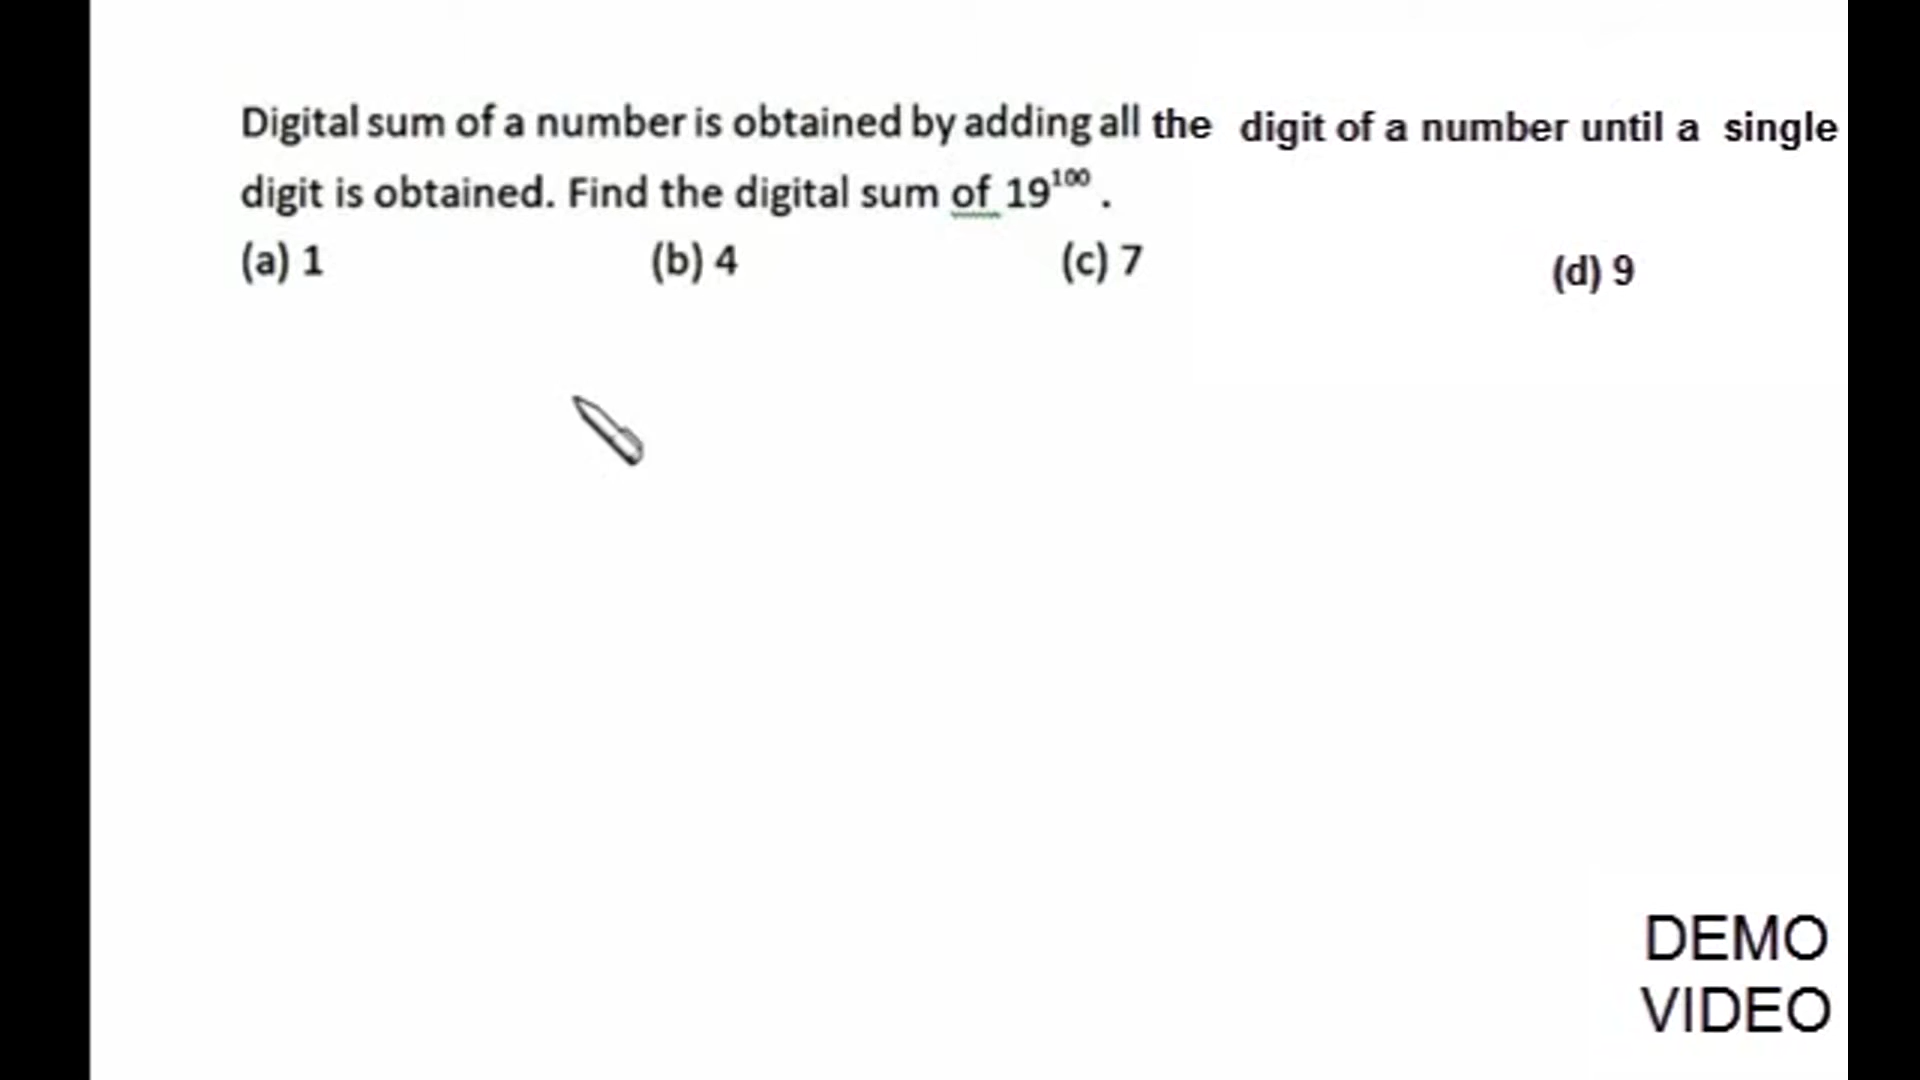 Digital sum of a number is obtained by adding all the digit of a number until a single
digit is obtained. Find the digital sum of 19¹⁰⁰ .
(a) 1 (b) 4 (c) 7 (d) 9
DEMO
VIDEO